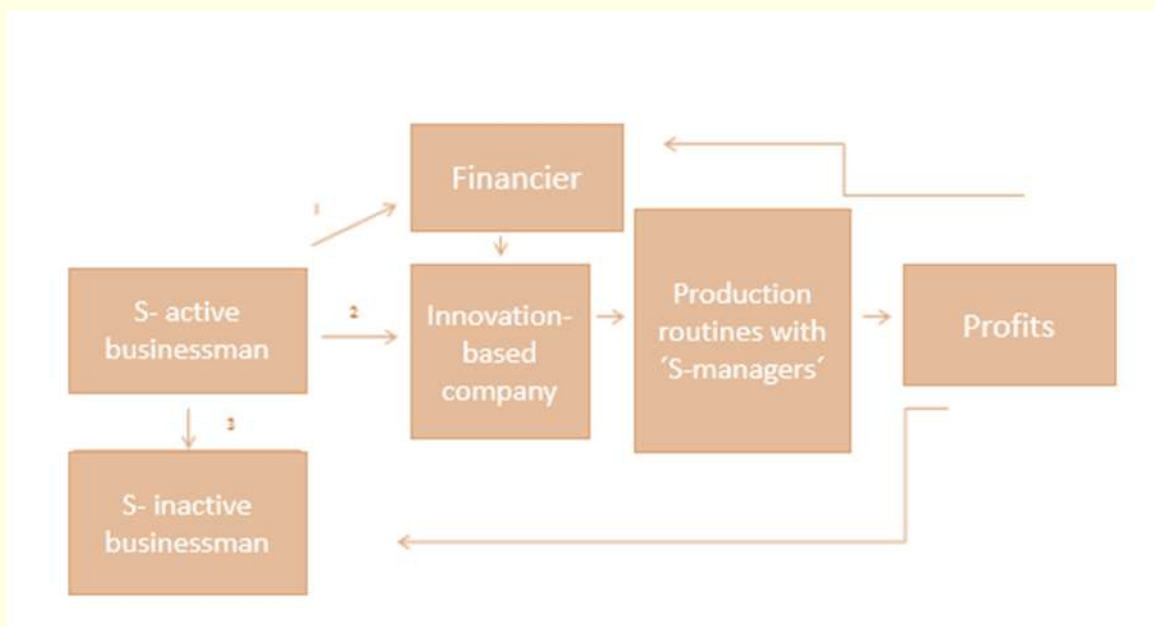 Financier
1
S- active
businessman
2
Innovation-
based
company
Production
routines with
´S-managers´
Profits
3
S- inactive
businessman